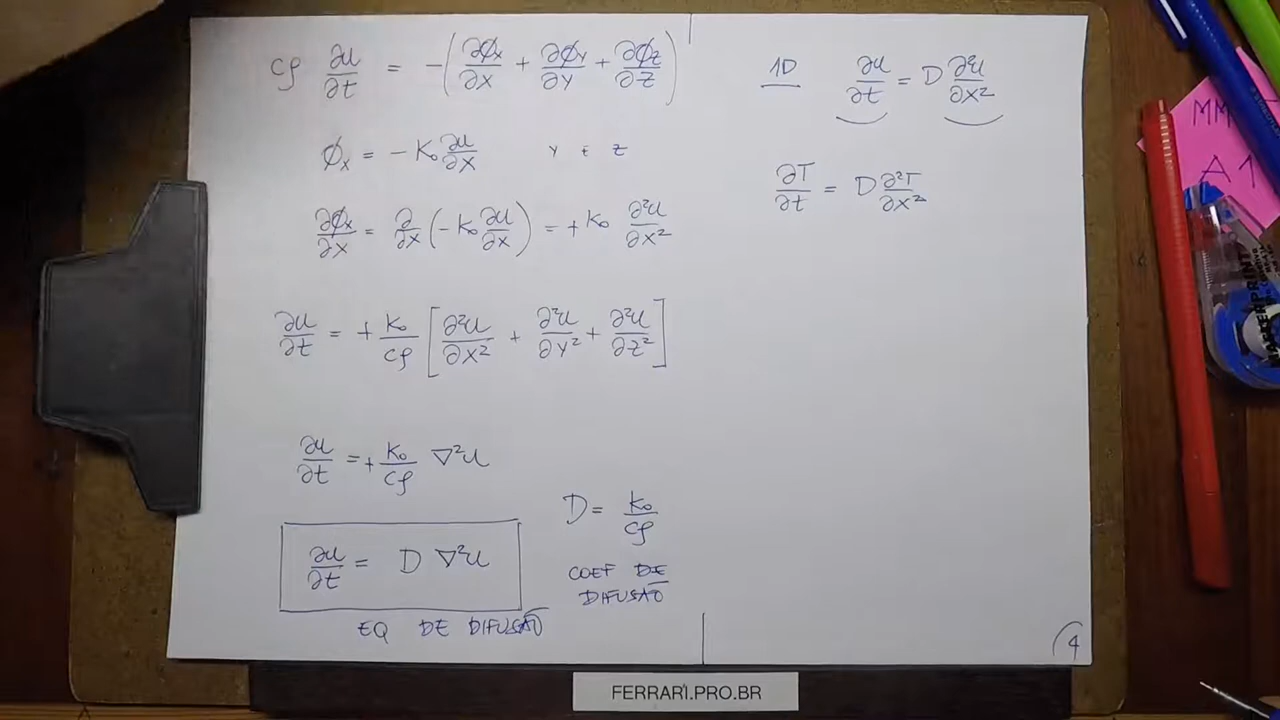 cρ ∂u/∂t = -(∂ϕx/∂x + ∂ϕy/∂y + ∂ϕz/∂z)
ϕx = - K₀ ∂u/∂x    Y E Z
∂ϕx/∂x = ∂/∂x (- K₀ ∂u/∂x) = + K₀ ∂²u/∂x²
∂u/∂t = + K₀/cρ [∂²u/∂x² + ∂²u/∂y² + ∂²u/∂z²]
∂u/∂t = + K₀/cρ ∇²u
∂u/∂t = D ∇²u
EQ DE DIFUSÃO
D = K₀/cρ
COEF DE
DIFUSÃO
1D    ∂u/∂t = D ∂²u/∂x²
∂T/∂t = D ∂²T/∂x²
4
MM
A1
FERRARI.PRO.BR